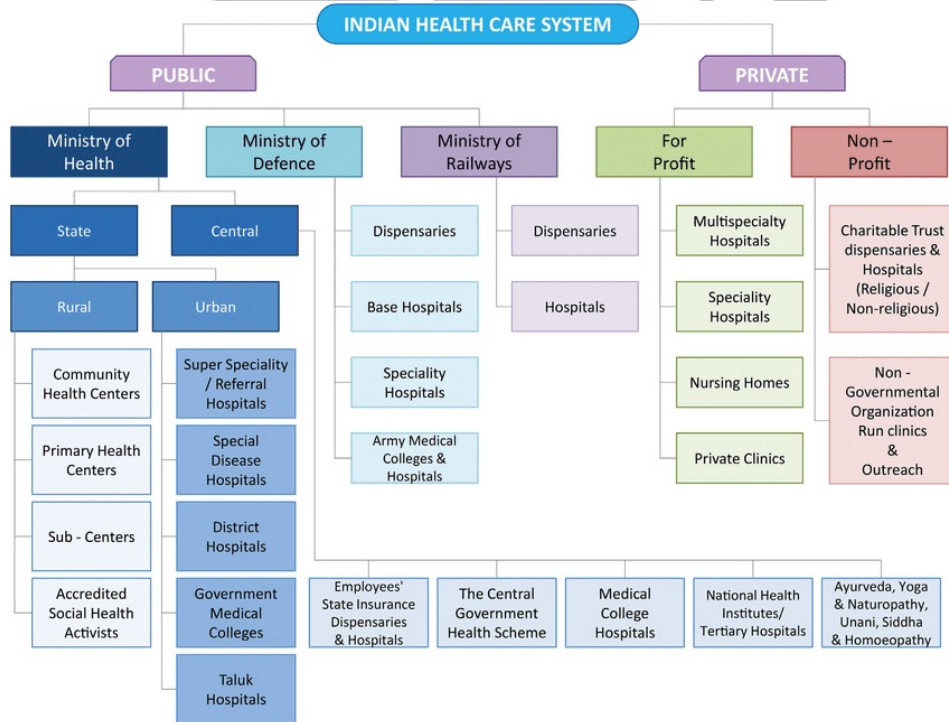 INDIAN HEALTH CARE SYSTEM
PUBLIC
PRIVATE
Ministry of
Health
Ministry of
Defence
Ministry of
Railways
For
Profit
Non –
Profit
State
Central
Rural
Urban
Community
Health Centers
Primary Health
Centers
Sub - Centers
Accredited
Social Health
Activists
Super Speciality
/ Referral
Hospitals
Special
Disease
Hospitals
District
Hospitals
Government
Medical
Colleges
Taluk
Hospitals
Dispensaries
Base Hospitals
Speciality
Hospitals
Army Medical
Colleges &
Hospitals
Dispensaries
Hospitals
Multispecialty
Hospitals
Speciality
Hospitals
Nursing Homes
Private Clinics
Charitable Trust
dispensaries &
Hospitals
(Religious /
Non-religious)
Non -
Governmental
Organization
Run clinics
&
Outreach
Employees'
State Insurance
Dispensaries
& Hospitals
The Central
Government
Health Scheme
Medical
College
Hospitals
National Health
Institutes/
Tertiary Hospitals
Ayurveda, Yoga
& Naturopathy,
Unani, Siddha
& Homoeopathy